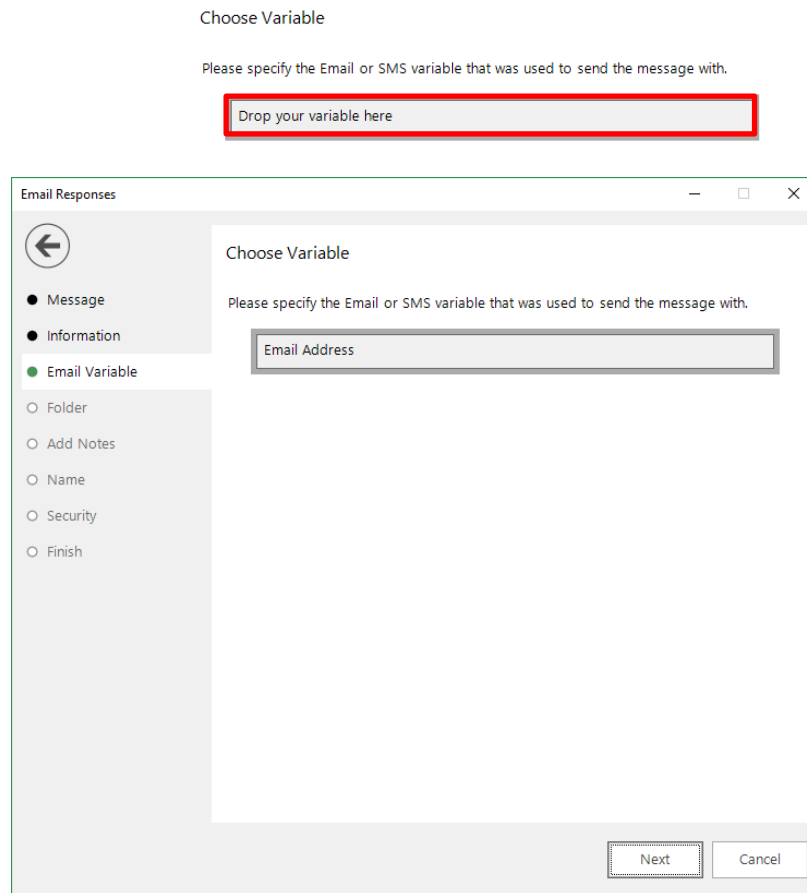 Choose Variable
Please specify the Email or SMS variable that was used to send the message with.
Drop your variable here
Email Responses
Choose Variable
Message
Please specify the Email or SMS variable that was used to send the message with.
Information
Email Address
Email Variable
Folder
Add Notes
Name
Security
Finish
Next
Cancel